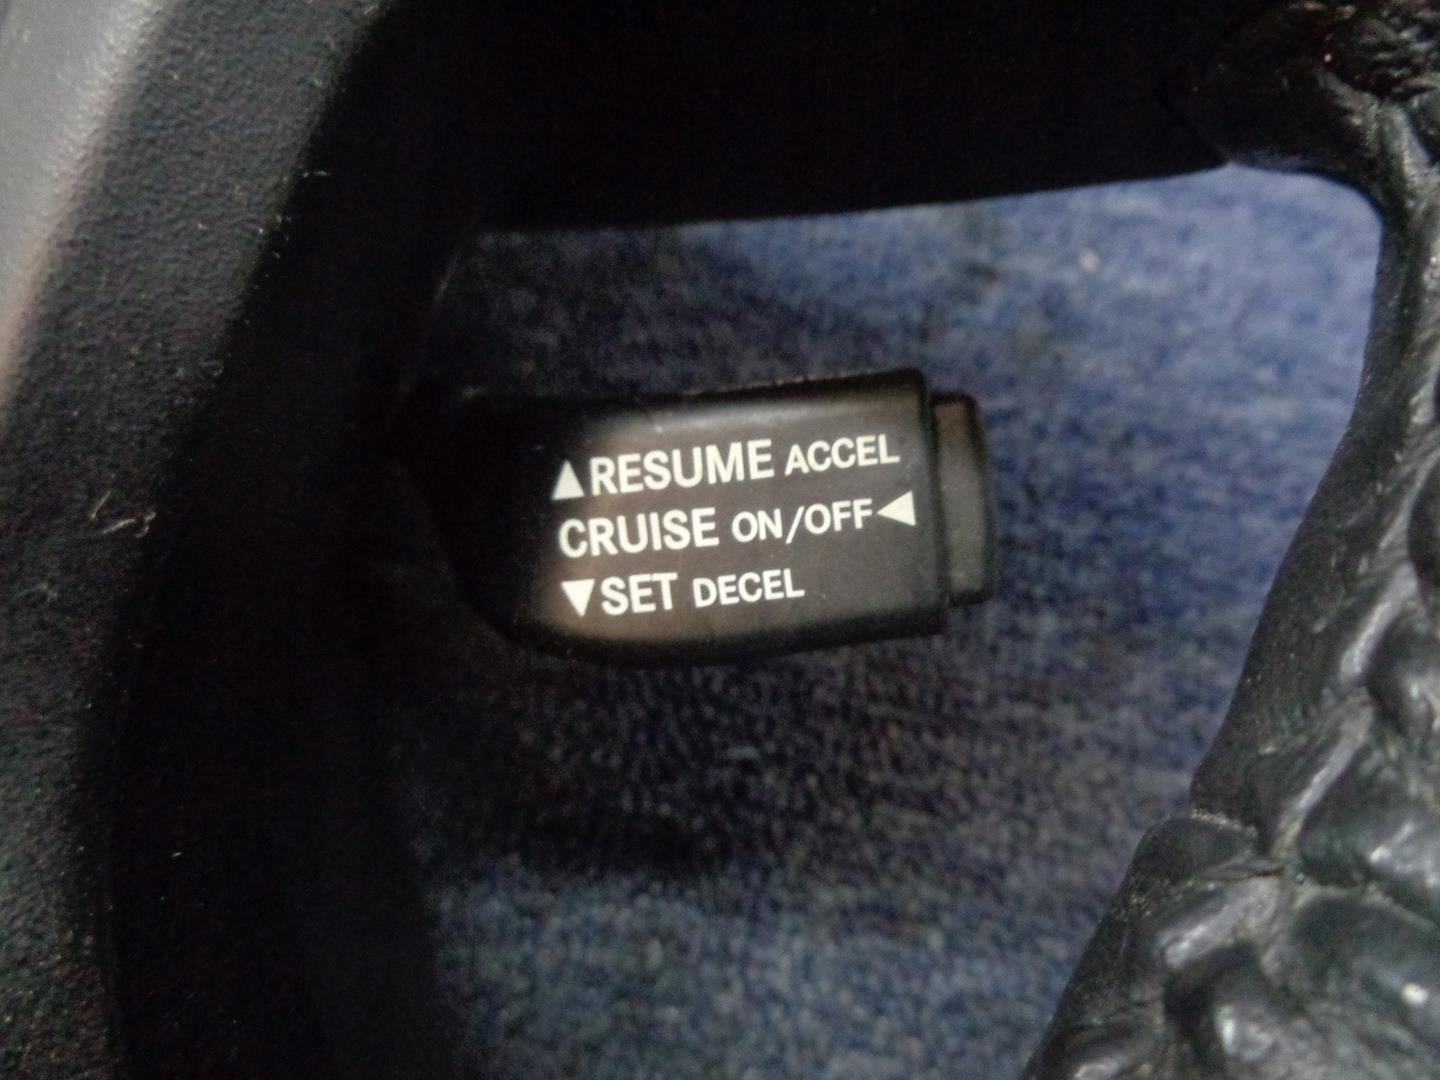 ▲RESUME ACCEL
CRUISE ON/OFF◀
▼SET DECEL